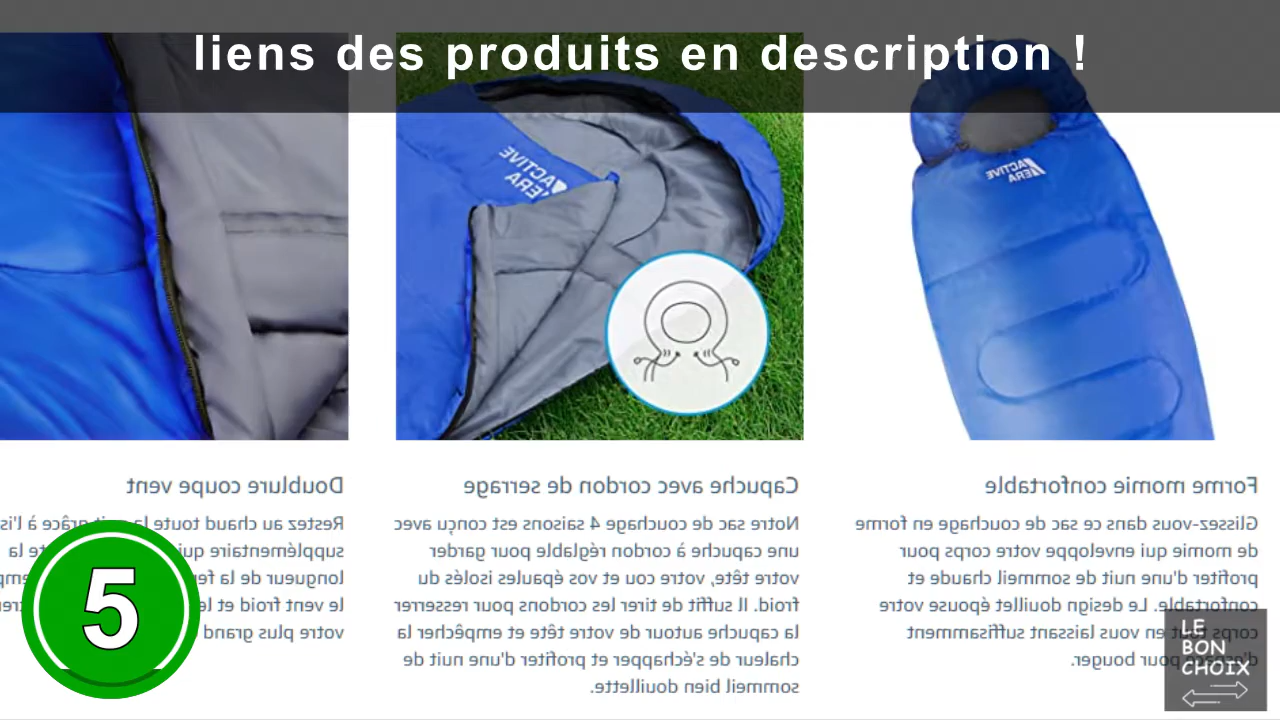 liens des produits en description !
ACTIVE
ERA
ACTIVE
ERA
Doublure coupe vent
Restez au chaud toute la nuit grâce à
supplémentaire la
longueur de la
le vent froid et
votre plus grand
Capuche avec cordon de serrage
Notre sac de couchage 4 saisons est conçu avec
une capuche à cordon réglable pour garder
votre tête, votre cou et vos épaules isolés du
froid. Il suffit de tirer les cordons pour resserrer
la capuche autour de votre tête et empêcher la
chaleur de s'échapper et profiter d'une nuit de
sommeil bien douillette.
Forme momie confortable
Glissez-vous dans ce sac de couchage en forme
de momie qui enveloppe votre corps pour
profiter d'une nuit de sommeil chaude et
confortable. Le design douillet épouse votre
corps tout en vous laissant suffisamment
d'espace pour bouger.
5
LE
BON
CHOIX